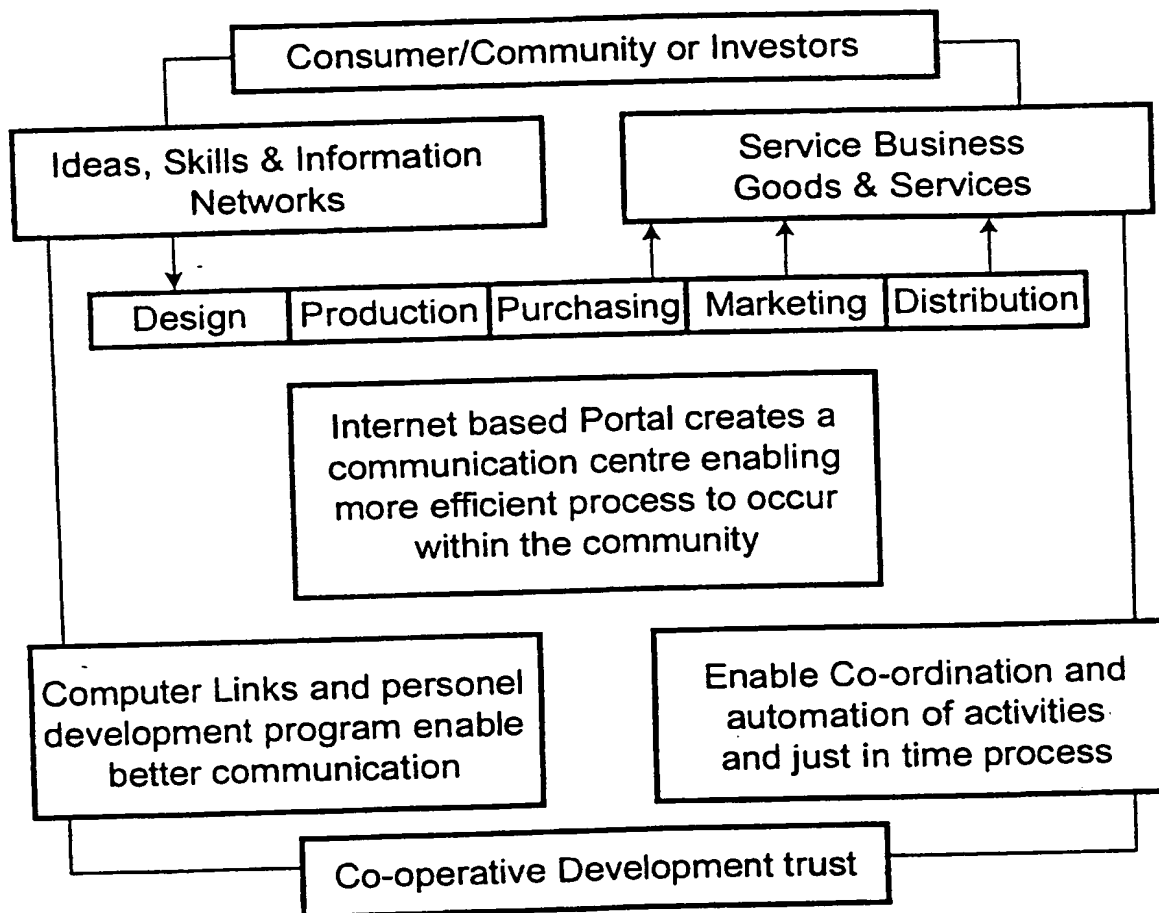 Consumer/Community or Investors
Ideas, Skills & Information
Networks
Service Business
Goods & Services
Design Production Purchasing Marketing Distribution
Internet based Portal creates a
communication centre enabling
more efficient process to occur
within the community
Computer Links and personel
development program enable
better communication
Enable Co-ordination and
automation of activities
and just in time process
Co-operative Development trust